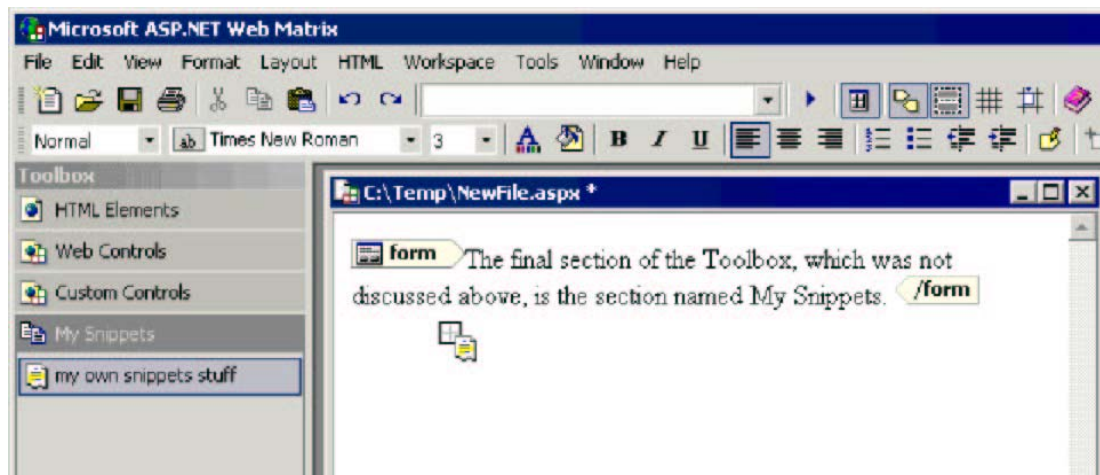 Microsoft ASP.NET Web Matrix
File Edit View Format Layout HTML Workspace Tools Window Help
Normal ab Times New Roman 3 A B I U
Toolbox
HTML Elements
Web Controls
Custom Controls
My Snippets
my own snippets stuff
C:\Temp\NewFile.aspx *
form The final section of the Toolbox, which was not
discussed above, is the section named My Snippets. /form